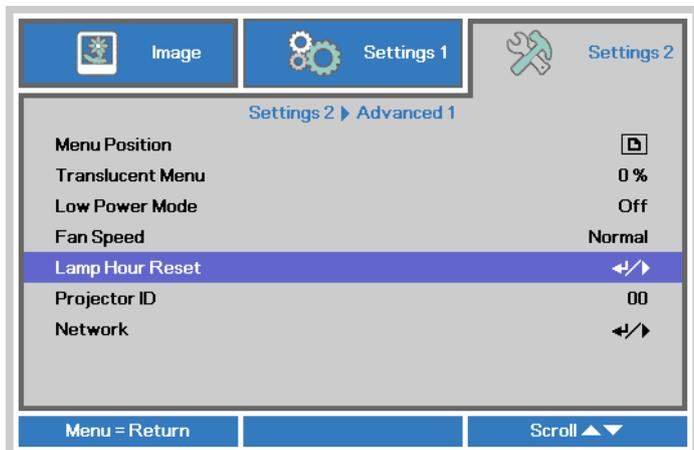 Image
Settings 1
Settings 2
Settings 2 Advanced 1
Menu Position
Translucent Menu 0 %
Low Power Mode Off
Fan Speed Normal
Lamp Hour Reset
Projector ID 00
Network
Menu = Return
Scroll